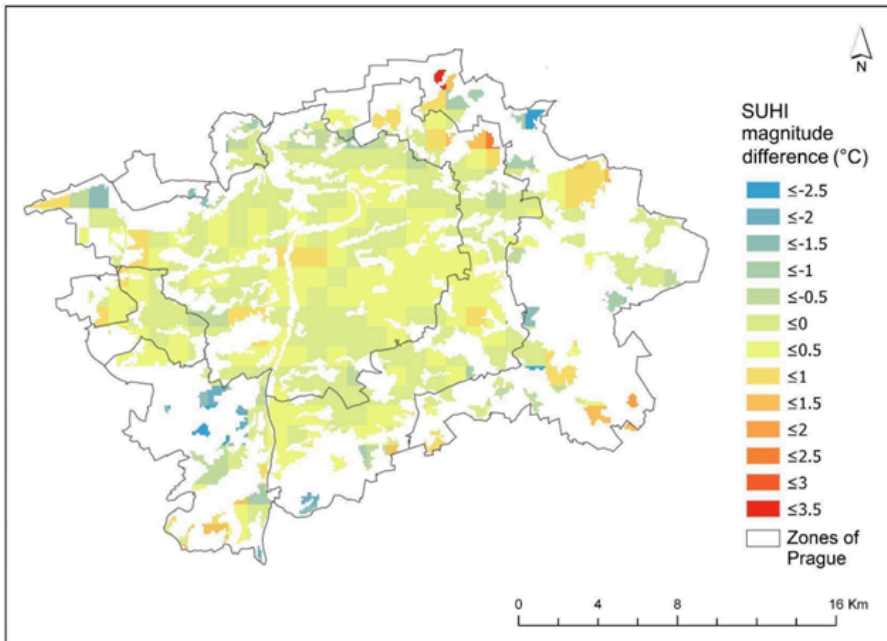 N
SUHI
magnitude
difference (°C)
≤-2.5
≤-2
≤-1.5
≤-1
≤-0.5
≤0
≤0.5
≤1
≤1.5
≤2
≤2.5
≤3
≤3.5
Zones of
Prague
0 4 8 16 Km